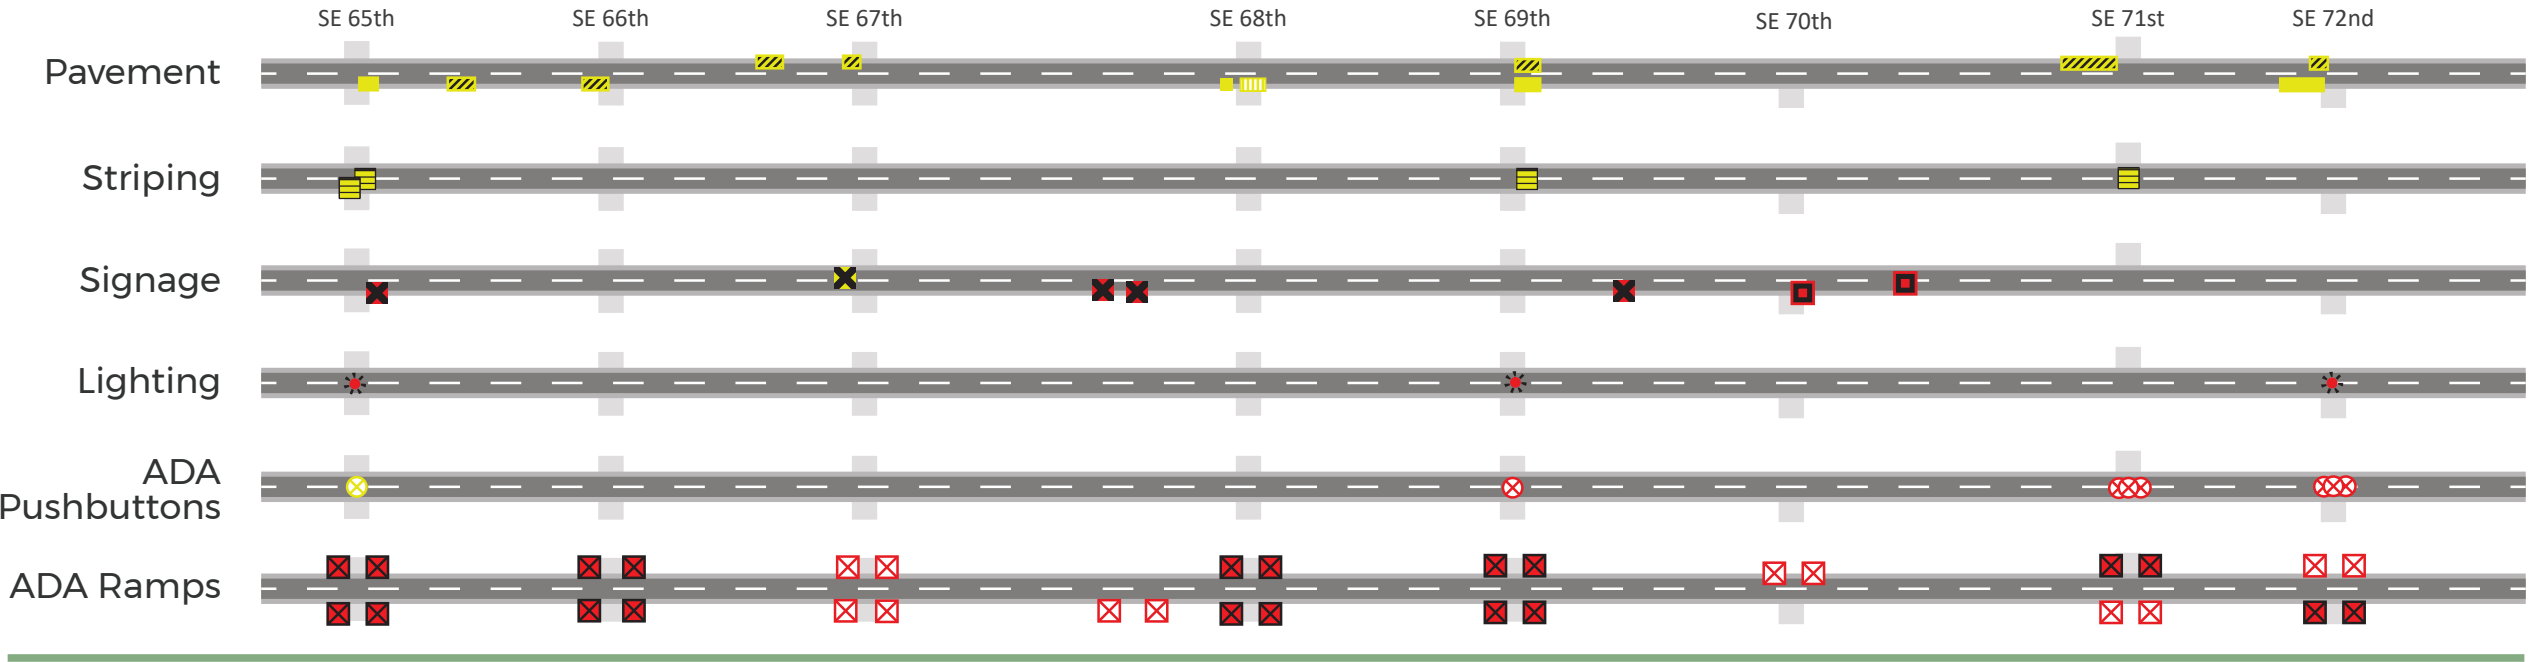 SE 65th
SE 66th
SE 67th
SE 68th
SE 69th
SE 70th
SE 71st
SE 72nd
Pavement
Striping
Signage
Lighting
ADA
Pushbuttons
ADA Ramps